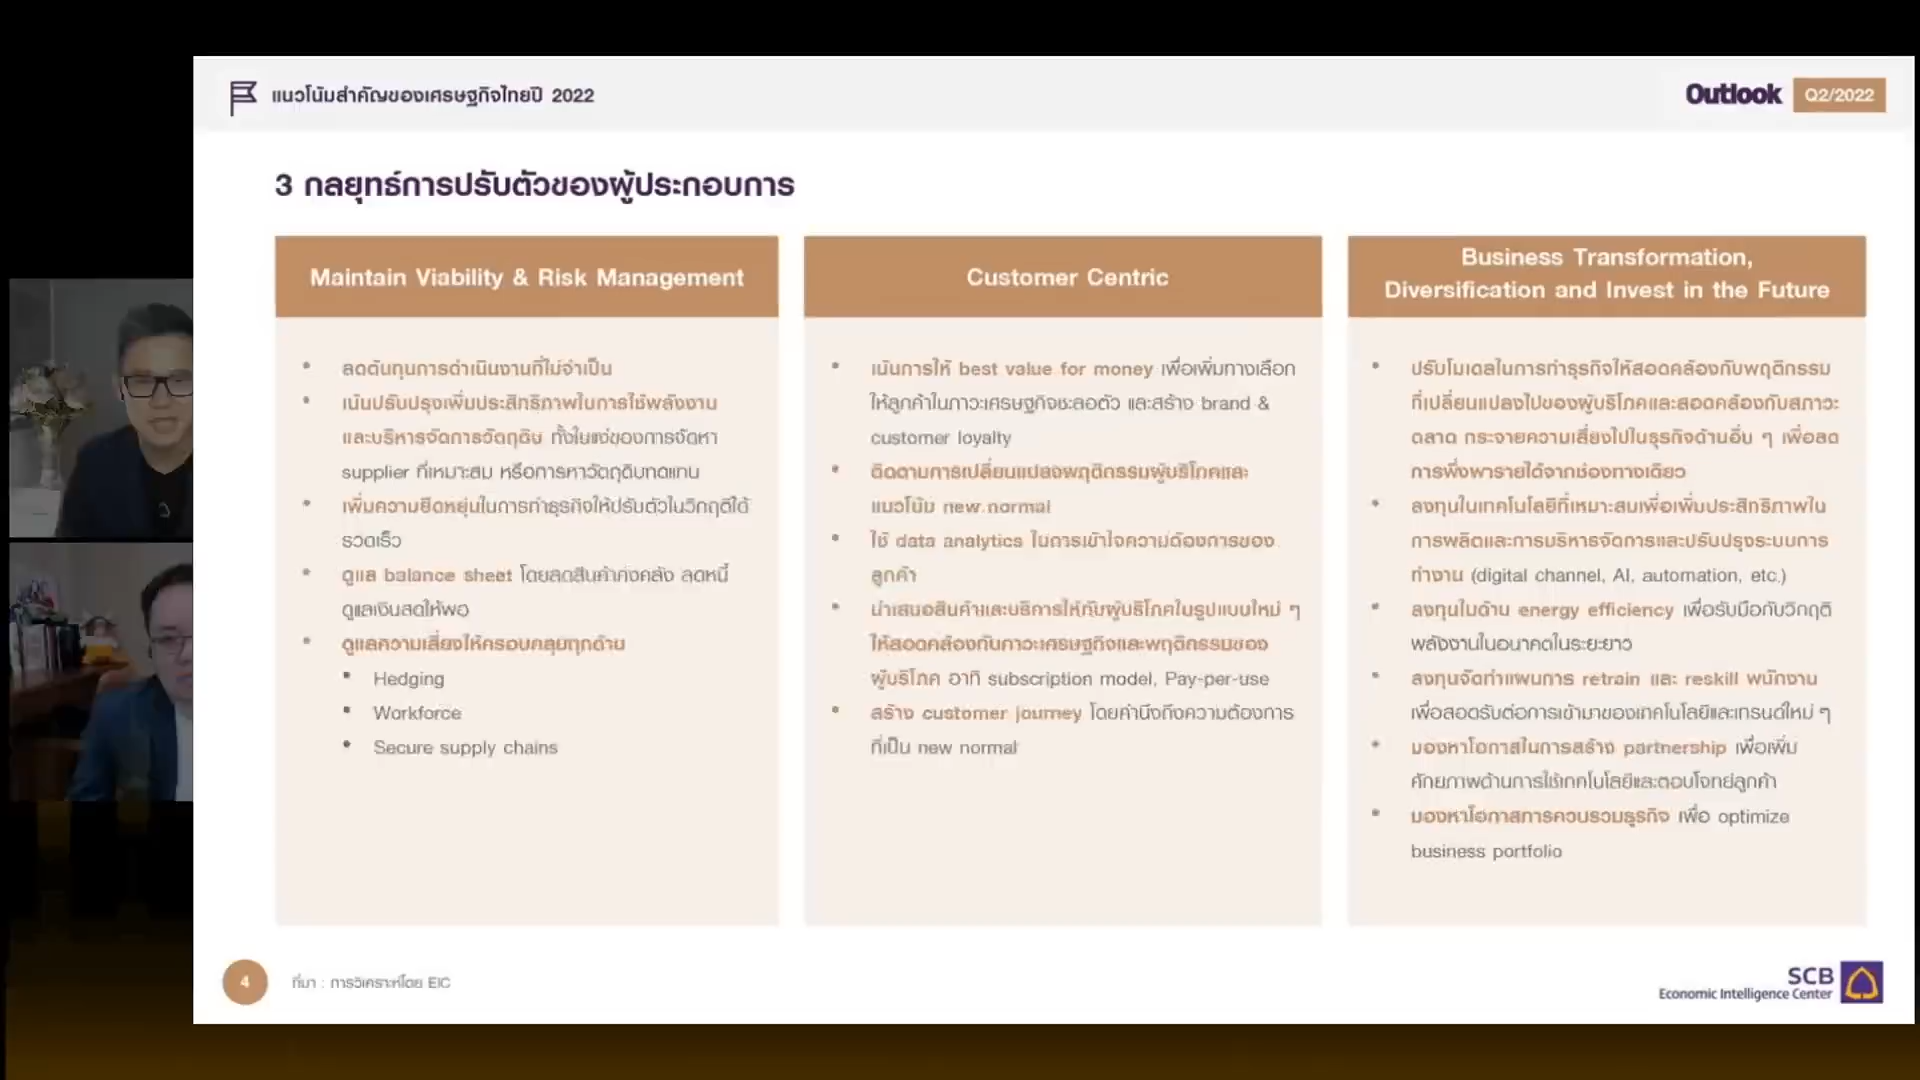 แนวโน้มสำคัญของเศรษฐกิจไทยปี 2022
Outlook Q2/2022
3 กลยุทธ์การปรับตัวของผู้ประกอบการ
Maintain Viability & Risk Management
• ลดต้นทุนการดำเนินงานที่ไม่จำเป็น
• เน้นปรับปรุงเพิ่มประสิทธิภาพในการใช้พลังงาน
และบริหารจัดการวัตถุดิบ ทั้งในแง่ของการจัดหา
supplier ที่เหมาะสม หรือการหาวัตถุดิบทดแทน
• เพิ่มความยืดหยุ่นในการทำธุรกิจให้ปรับตัวในวิกฤติได้
รวดเร็ว
• ดูแล balance sheet โดยลดสินค้าคงคลัง ลดหนี้
ดูแลเงินสดให้พอ
• ดูแลความเสี่ยงให้ครอบคลุมทุกด้าน
• Hedging
• Workforce
• Secure supply chains
Customer Centric
• เน้นการให้ best value for money เพื่อเพิ่มทางเลือก
ให้ลูกค้าในภาวะเศรษฐกิจชะลอตัว และสร้าง brand &
customer loyalty
• ติดตามการเปลี่ยนแปลงพฤติกรรมผู้บริโภคและ
แนวโน้ม new normal
• ใช้ data analytics ในการเข้าใจความต้องการของ
ลูกค้า
• นำเสนอสินค้าและบริการให้กับผู้บริโภคในรูปแบบใหม่ ๆ
ให้สอดคล้องกับภาวะเศรษฐกิจและพฤติกรรมของ
ผู้บริโภค อาทิ subscription model, Pay-per-use
• สร้าง customer journey โดยคำนึงถึงความต้องการ
ที่เป็น new normal
Business Transformation,
Diversification and Invest in the Future
• ปรับโมเดลในการทำธุรกิจให้สอดคล้องกับพฤติกรรม
ที่เปลี่ยนแปลงไปของผู้บริโภคและสอดคล้องกับสภาวะ
ตลาด กระจายความเสี่ยงไปในธุรกิจด้านอื่น ๆ เพื่อลด
การพึ่งพารายได้จากช่องทางเดียว
• ลงทุนในเทคโนโลยีที่เหมาะสมเพื่อเพิ่มประสิทธิภาพใน
การผลิตและการบริหารจัดการและปรับปรุงระบบการ
ทำงาน (digital channel, AI, automation, etc.)
• ลงทุนในด้าน energy efficiency เพื่อรับมือกับวิกฤติ
พลังงานในอนาคตในระยะยาว
• ลงทุนจัดทำแผนการ retrain และ reskill พนักงาน
เพื่อสอดรับต่อการเข้ามาของเทคโนโลยีและเทรนด์ใหม่ ๆ
• มองหาโอกาสในการสร้าง partnership เพื่อเพิ่ม
ศักยภาพด้านการใช้เทคโนโลยีและตอบโจทย์ลูกค้า
• มองหาโอกาสการควบรวมธุรกิจ เพื่อ optimize
business portfolio
4
ที่มา : การวิเคราะห์โดย EIC
SCB
Economic Intelligence Center